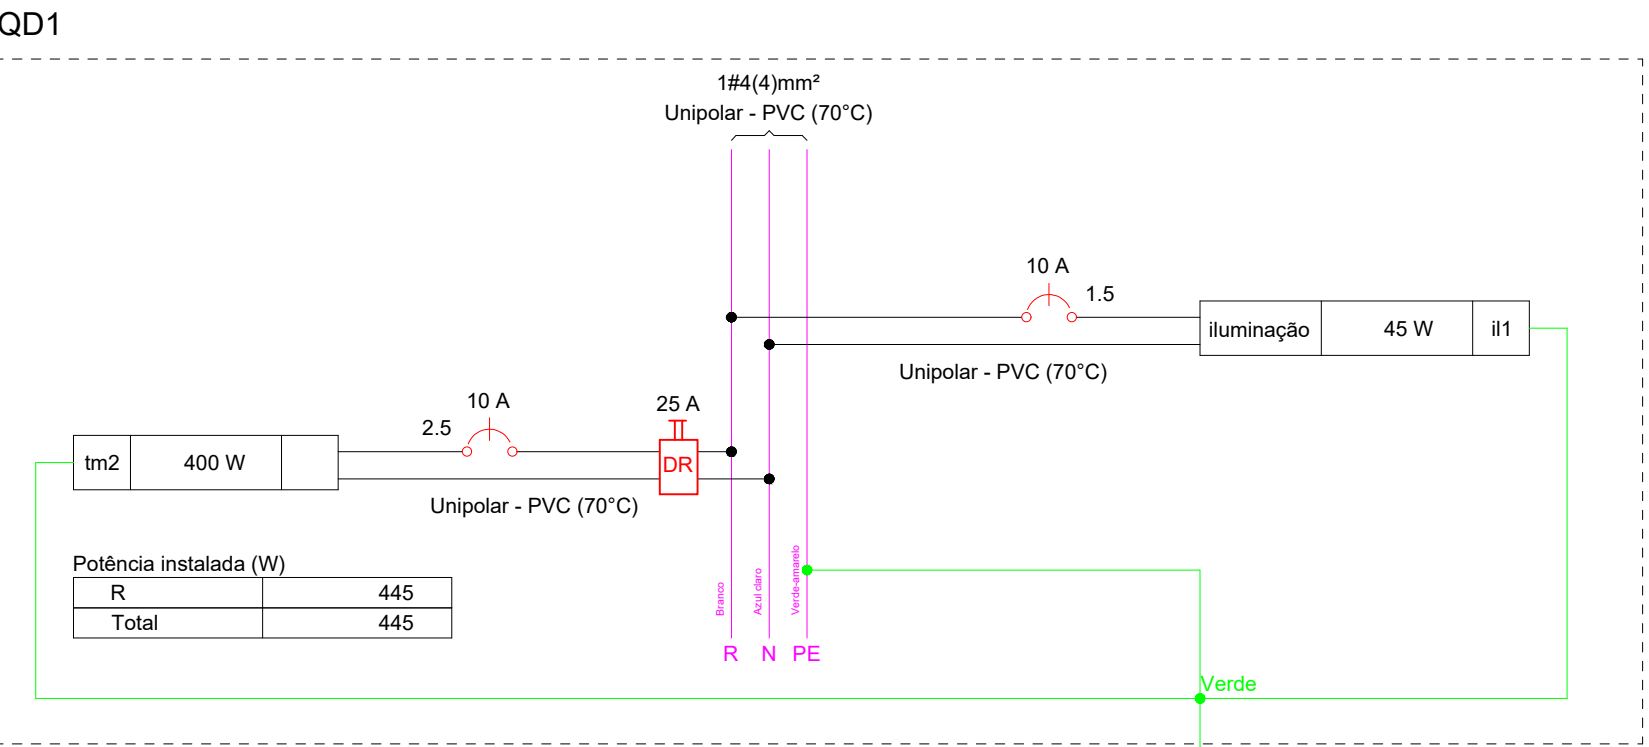 QD1
1#4(4)mm²
Unipolar - PVC (70°C)
10 A
1.5
iluminação 45 W il1
Unipolar - PVC (70°C)
10 A
25 A
2.5
tm2 400 W
DR
Unipolar - PVC (70°C)
Potência instalada (W)
R 445
Total 445
Branco
Azul claro
Verde-amarelo
R N PE
Verde